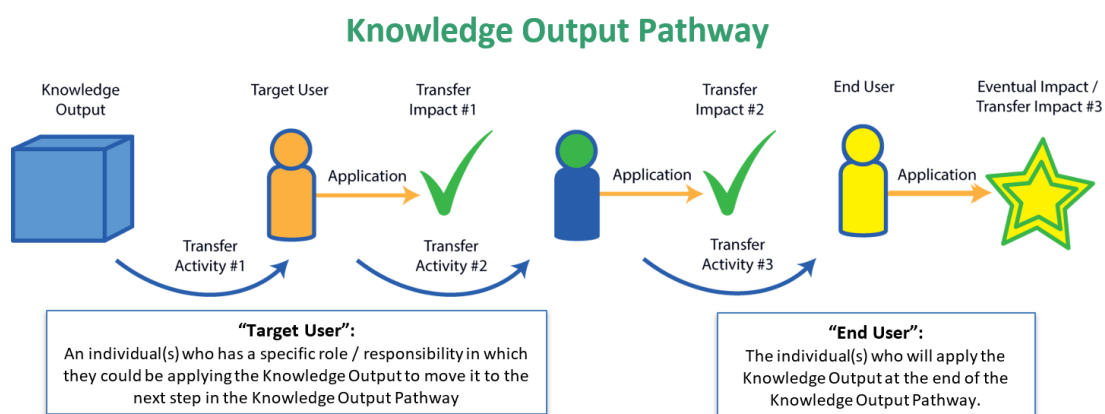 Knowledge Output Pathway
Knowledge
Output
Target User
Transfer
Impact #1
Transfer
Impact #2
End User
Eventual Impact /
Transfer Impact #3
Application
Application
Application
Transfer
Activity #1
Transfer
Activity #2
Transfer
Activity #3
“Target User”:
An individual(s) who has a specific role / responsibility in which
they could be applying the Knowledge Output to move it to the
next step in the Knowledge Output Pathway
“End User”:
The individual(s) who will apply the
Knowledge Output at the end of the
Knowledge Output Pathway.